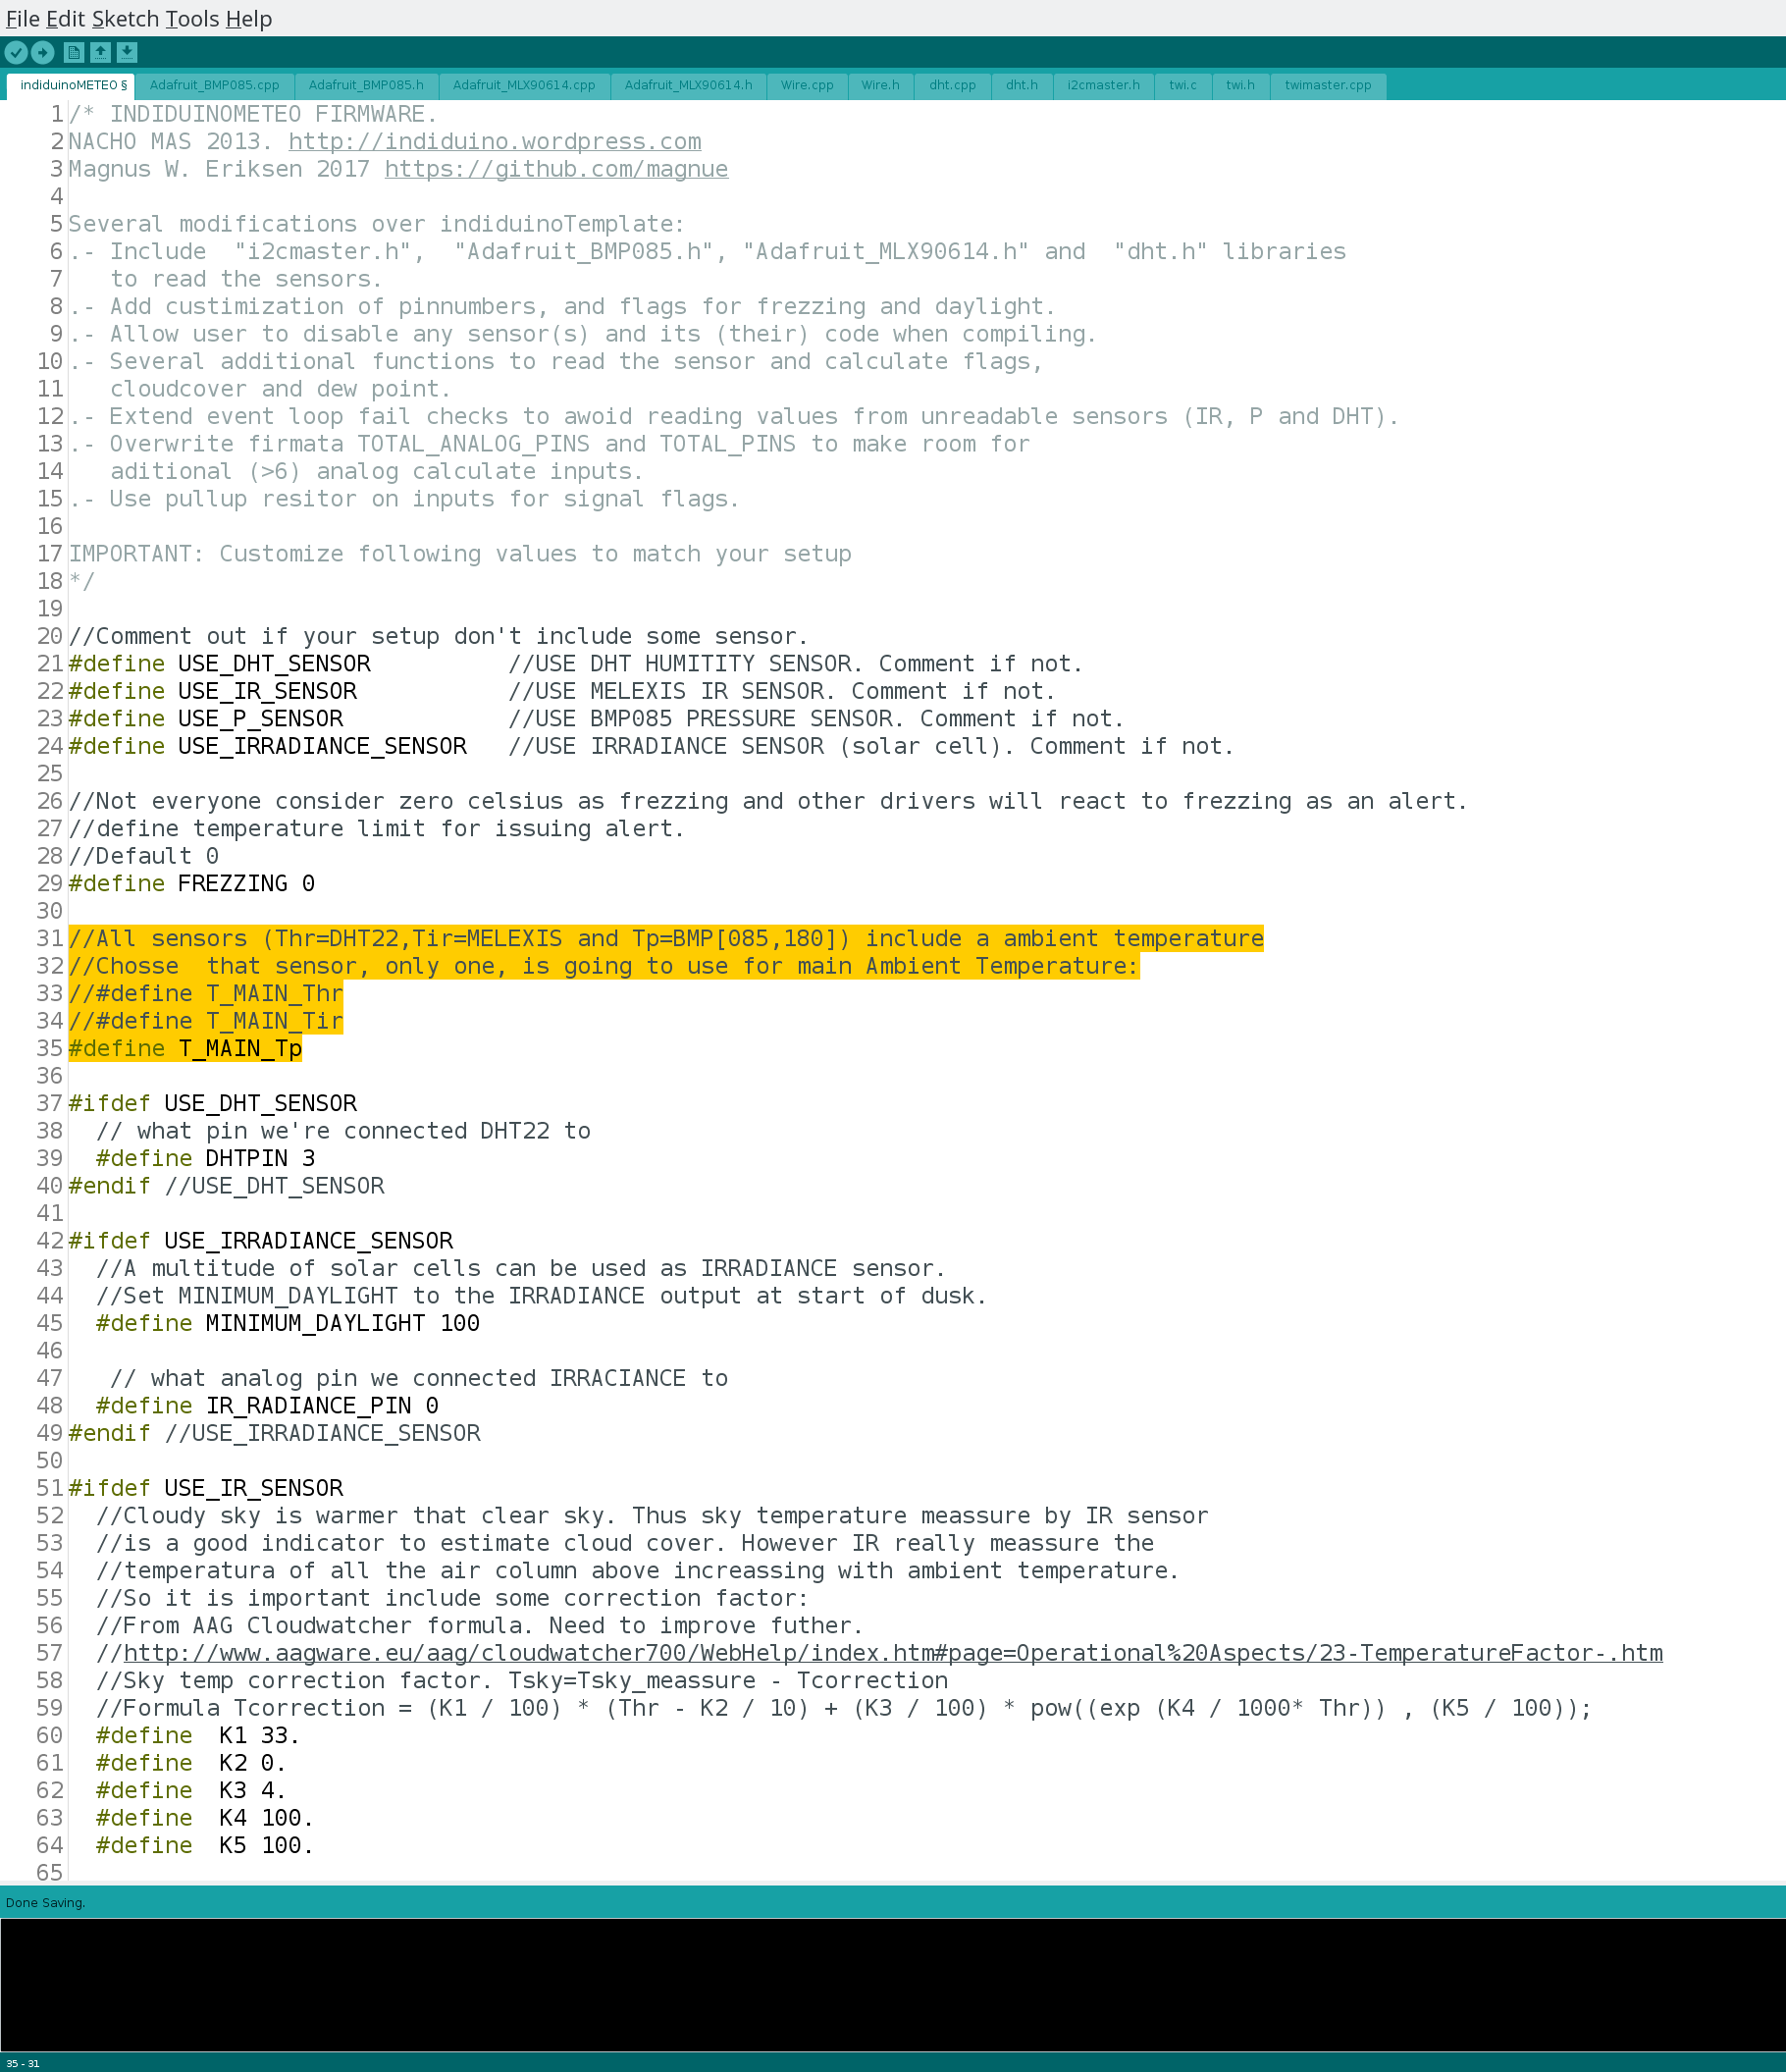 File Edit Sketch Tools Help
indiduinoMETEO § Adafruit_BMP085.cpp Adafruit_BMP085.h Adafruit_MLX90614.cpp Adafruit_MLX90614.h Wire.cpp Wire.h dht.cpp dht.h i2cmaster.h twi.c twi.h twimaster.cpp
1 /* INDIDUINOMETEO FIRMWARE.
2 NACHO MAS 2013. http://indiduino.wordpress.com
3 Magnus W. Eriksen 2017 https://github.com/magnue
4
5 Several modifications over indiduinoTemplate:
6 .- Include  "i2cmaster.h",  "Adafruit_BMP085.h", "Adafruit_MLX90614.h" and  "dht.h" libraries
7    to read the sensors.
8 .- Add custimization of pinnumbers, and flags for frezzing and daylight.
9 .- Allow user to disable any sensor(s) and its (their) code when compiling.
10 .- Several additional functions to read the sensor and calculate flags,
11    cloudcover and dew point.
12 .- Extend event loop fail checks to awoid reading values from unreadable sensors (IR, P and DHT).
13 .- Overwrite firmata TOTAL_ANALOG_PINS and TOTAL_PINS to make room for
14    aditional (>6) analog calculate inputs.
15 .- Use pullup resitor on inputs for signal flags.
16
17 IMPORTANT: Customize following values to match your setup
18 */
19
20 //Comment out if your setup don't include some sensor.
21 #define USE_DHT_SENSOR          //USE DHT HUMITITY SENSOR. Comment if not.
22 #define USE_IR_SENSOR           //USE MELEXIS IR SENSOR. Comment if not.
23 #define USE_P_SENSOR            //USE BMP085 PRESSURE SENSOR. Comment if not.
24 #define USE_IRRADIANCE_SENSOR   //USE IRRADIANCE SENSOR (solar cell). Comment if not.
25
26 //Not everyone consider zero celsius as frezzing and other drivers will react to frezzing as an alert.
27 //define temperature limit for issuing alert.
28 //Default 0
29 #define FREZZING 0
30
31 //All sensors (Thr=DHT22,Tir=MELEXIS and Tp=BMP[085,180]) include a ambient temperature
32 //Chosse  that sensor, only one, is going to use for main Ambient Temperature:
33 //#define T_MAIN_Thr
34 //#define T_MAIN_Tir
35 #define T_MAIN_Tp
36
37 #ifdef USE_DHT_SENSOR
38   // what pin we're connected DHT22 to
39   #define DHTPIN 3
40 #endif //USE_DHT_SENSOR
41
42 #ifdef USE_IRRADIANCE_SENSOR
43   //A multitude of solar cells can be used as IRRADIANCE sensor.
44   //Set MINIMUM_DAYLIGHT to the IRRADIANCE output at start of dusk.
45   #define MINIMUM_DAYLIGHT 100
46
47    // what analog pin we connected IRRACIANCE to
48   #define IR_RADIANCE_PIN 0
49 #endif //USE_IRRADIANCE_SENSOR
50
51 #ifdef USE_IR_SENSOR
52   //Cloudy sky is warmer that clear sky. Thus sky temperature meassure by IR sensor
53   //is a good indicator to estimate cloud cover. However IR really meassure the
54   //temperatura of all the air column above increassing with ambient temperature.
55   //So it is important include some correction factor:
56   //From AAG Cloudwatcher formula. Need to improve futher.
57   //http://www.aagware.eu/aag/cloudwatcher700/WebHelp/index.htm#page=Operational%20Aspects/23-TemperatureFactor-.htm
58   //Sky temp correction factor. Tsky=Tsky_meassure - Tcorrection
59   //Formula Tcorrection = (K1 / 100) * (Thr - K2 / 10) + (K3 / 100) * pow((exp (K4 / 1000* Thr)) , (K5 / 100));
60   #define  K1 33.
61   #define  K2 0.
62   #define  K3 4.
63   #define  K4 100.
64   #define  K5 100.
65
Done Saving.
35 - 31